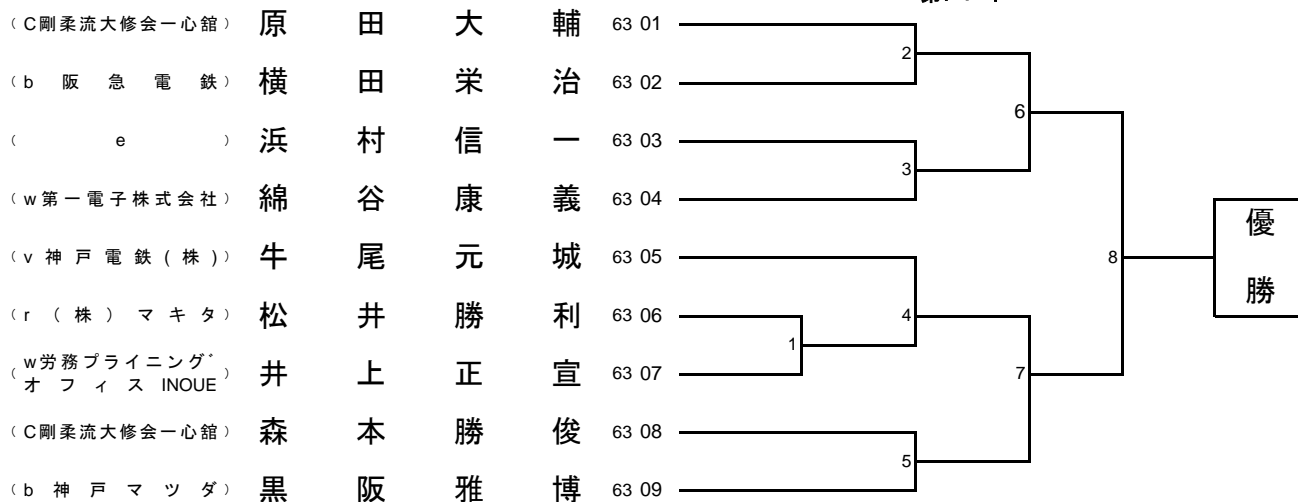 (C剛柔流大修会一心舘) 原田大輔 63 01
(b 阪急電鉄) 横田栄治 63 02
(e) 浜村信一 63 03
(w第一電子株式会社) 綿谷康義 63 04
(v 神戸電鉄(株)) 牛尾元城 63 05
(r (株)マキタ) 松井勝利 63 06
(w労務プライニング゛オフィス INOUE) 井上正宣 63 07
(C剛柔流大修会一心舘) 森本勝俊 63 08
(b 神戸マツダ) 黒阪雅博 63 09
2
6
3
8
4
1
7
5
優勝